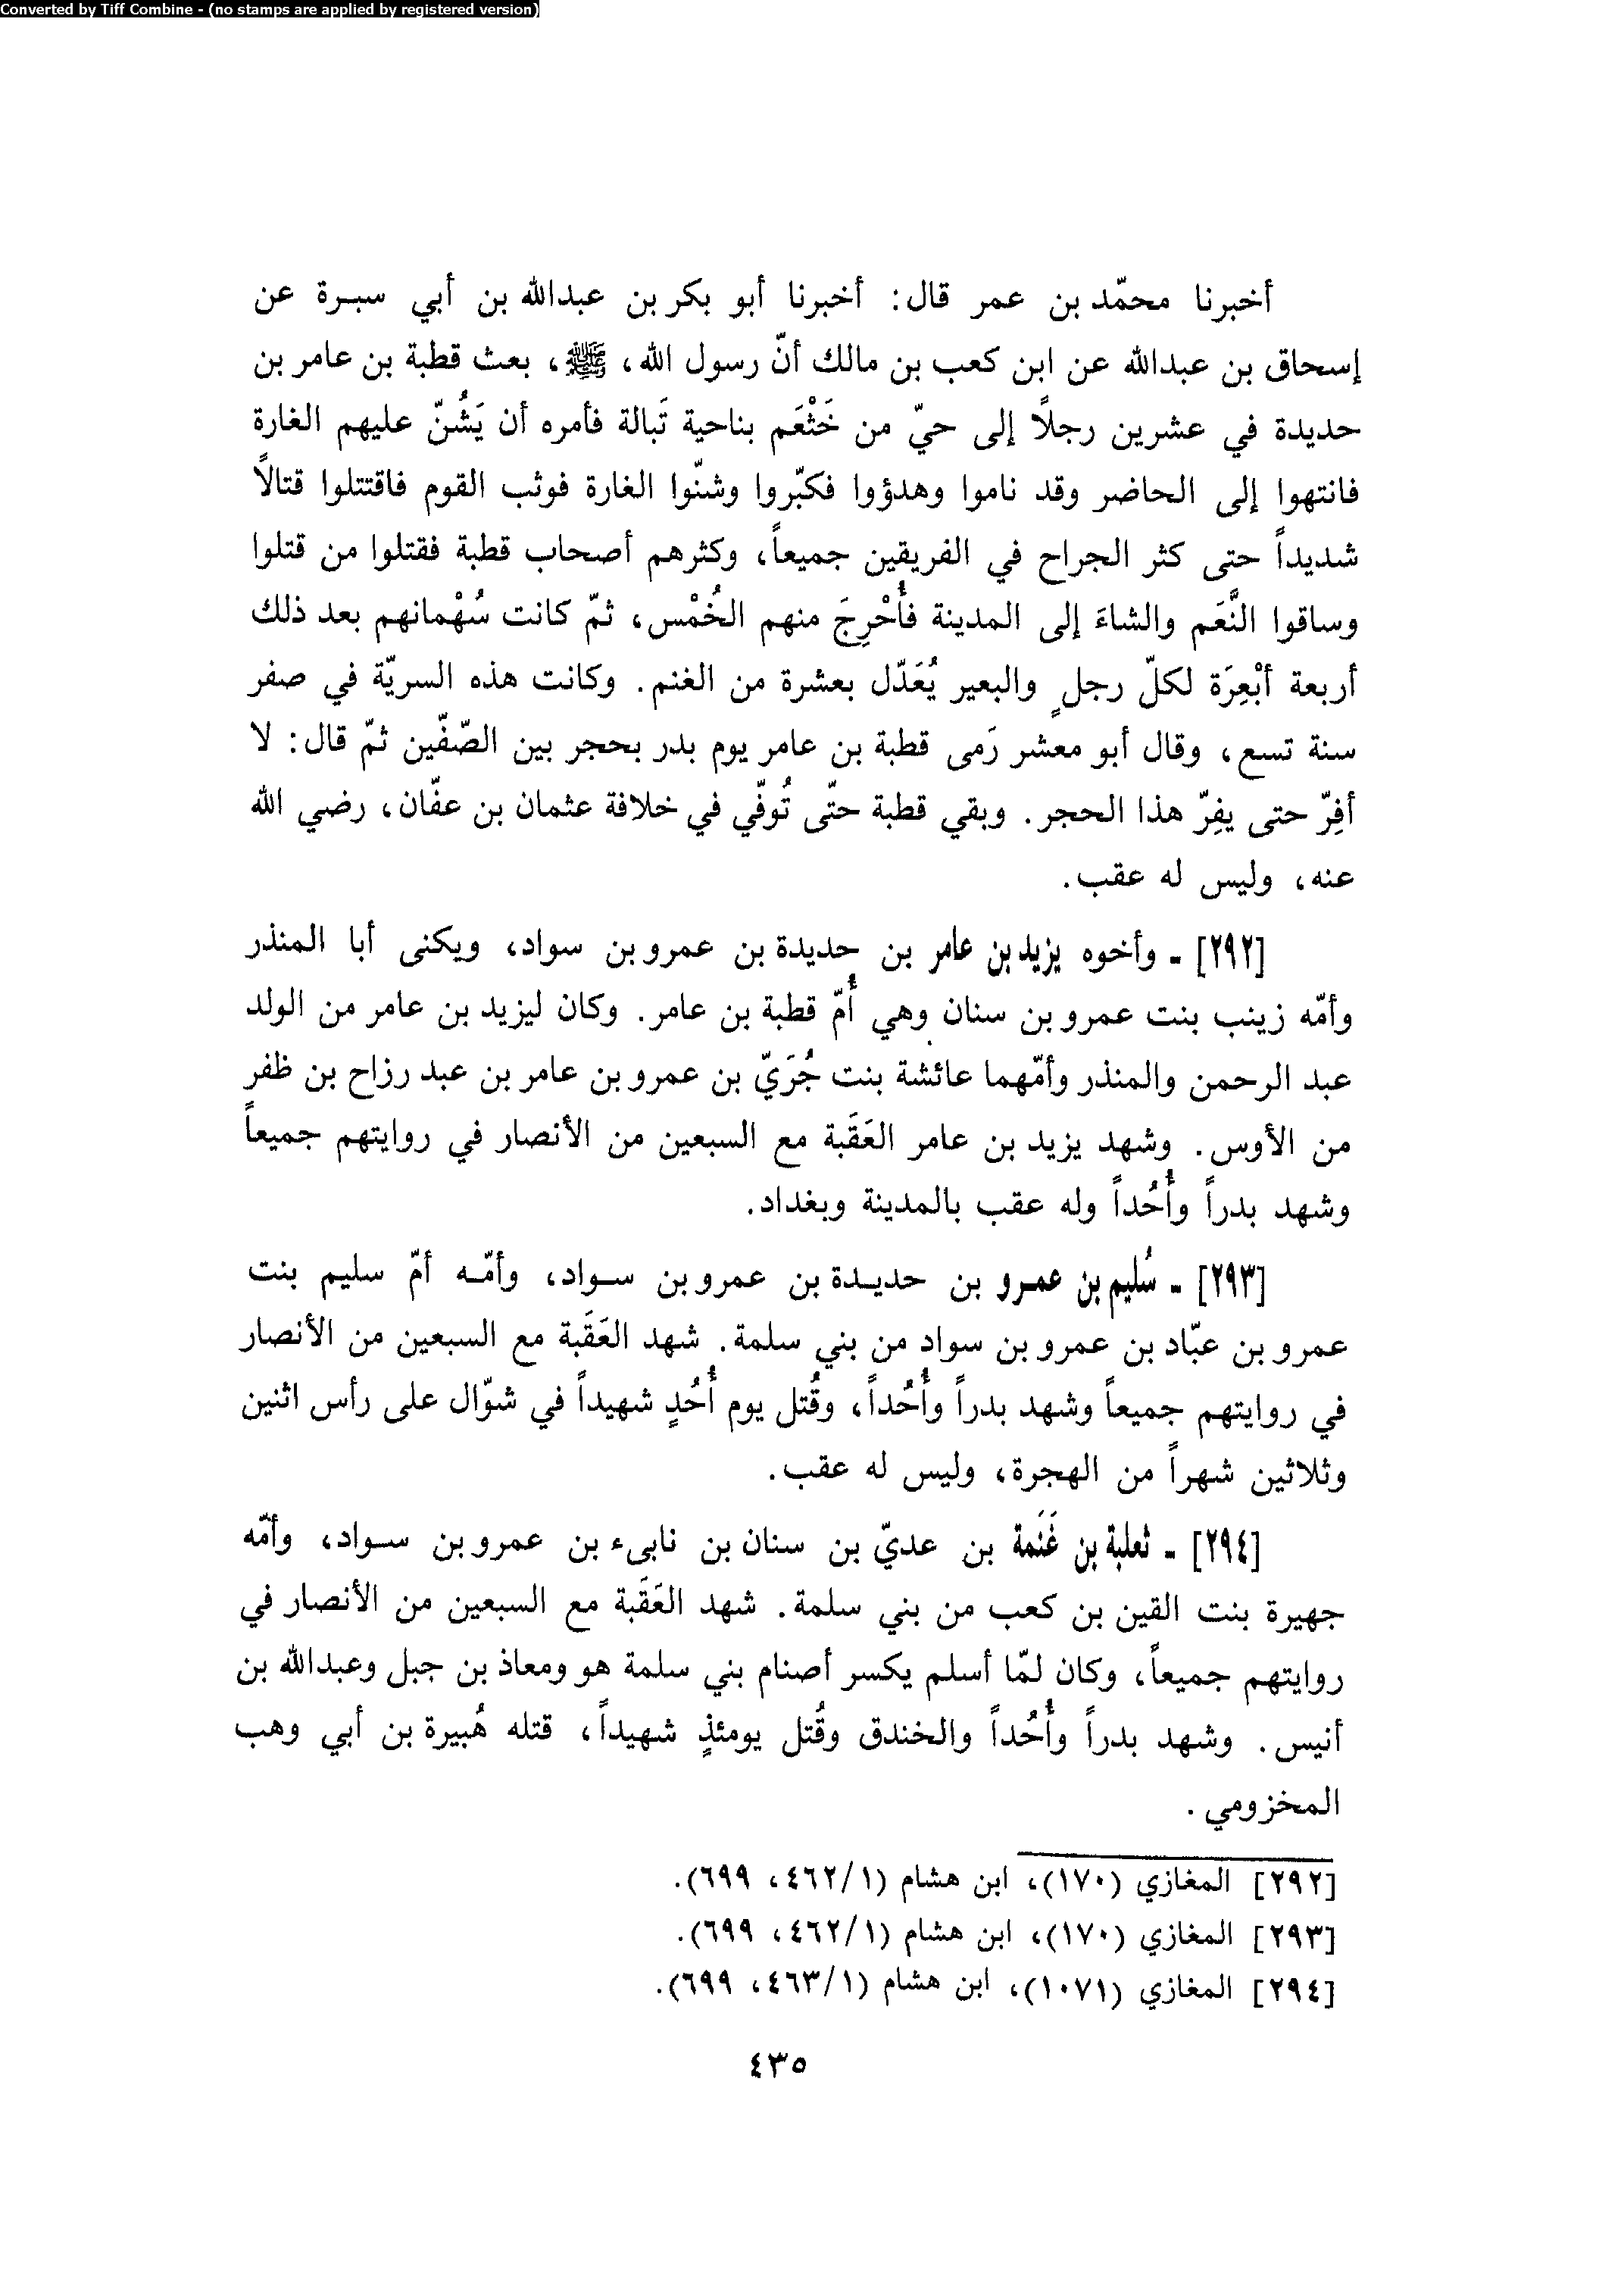 Converted by Tiff Combine - (no stamps are applied by registered version)
أخبرنا محمّد بن عمر قال: أخبرنا أبو بكر بن عبدالله بن أبي سبرة عن
إسحاق بن عبدالله عن ابن كعب بن مالك أنّ رسول الله، ﷺ، بعث قطبة بن عامر بن
حديدة في عشرين رجلاً إلى حيّ من خَثْعَم بناحية تَبالة فأمره أن يَشُنّ عليهم الغارة
فانتهوا إلى الحاضر وقد ناموا وهدؤوا فكبّروا وشنّوا الغارة فوثب القوم فاقتتلوا قتالاً
شديداً حتى كثر الجراح في الفريقين جميعاً، وكثرهم أصحاب قطبة فقتلوا من قتلوا
وساقوا النَّعَم والشاءَ إلى المدينة فأُخْرِجَ منهم الخُمْس، ثمّ كانت سُهْمانهم بعد ذلك
أربعة أبْعِرَة لكلّ رجلٍ والبعير يُعَدّل بعشرة من الغنم. وكانت هذه السريّة في صفر
سنة تسع، وقال أبو معشر رَمى قطبة بن عامر يوم بدر بحجر بين الصّفّين ثمّ قال: لا
أفِرّ حتى يفِرّ هذا الحجر. وبقي قطبة حتّى تُوفّي في خلافة عثمان بن عفّان، رضي الله
عنه، وليس له عقب.
[٢٩٢] - وأخوه يزيد بن عامر بن حديدة بن عمرو بن سواد، ويكنى أبا المنذر
وأمّه زينب بنت عمرو بن سنان وهي أُمّ قطبة بن عامر. وكان ليزيد بن عامر من الولد
عبد الرحمن والمنذر وأمّهما عائشة بنت جُرَيّ بن عمرو بن عامر بن عبد رزاح بن ظفر
من الأوس. وشهد يزيد بن عامر العَقَبة مع السبعين من الأنصار في روايتهم جميعاً
وشهد بدراً وأُحُداً وله عقب بالمدينة وبغداد.
[٢٩٣] - سُليم بن عمرو بن حديدة بن عمرو بن سواد، وأمّه أمّ سليم بنت
عمرو بن عبّاد بن عمرو بن سواد من بني سلمة. شهد العَقَبة مع السبعين من الأنصار
في روايتهم جميعاً وشهد بدراً وأُحُداً، وقُتل يوم أُحُدٍ شهيداً في شوّال على رأس اثنين
وثلاثين شهراً من الهجرة، وليس له عقب.
[٢٩٤] - ثعلبة بن غَنَمة بن عديّ بن سنان بن نابىء بن عمرو بن سواد، وأمّه
جهيرة بنت القين بن كعب من بني سلمة. شهد العَقَبة مع السبعين من الأنصار في
روايتهم جميعاً، وكان لمّا أسلم يكسر أصنام بني سلمة هو ومعاذ بن جبل وعبدالله بن
أنيس. وشهد بدراً وأُحُداً والخندق وقُتل يومئذٍ شهيداً، قتله هُبيرة بن أبي وهب
المخزومي.
[٢٩٢] المغازي (١٧٠)، ابن هشام (٤٦٢/١، ٦٩٩).
[٢٩٣] المغازي (١٧٠)، ابن هشام (٤٦٢/١، ٦٩٩).
[٢٩٤] المغازي (١٠٧١)، ابن هشام (٤٦٣/١، ٦٩٩).
٤٣٥